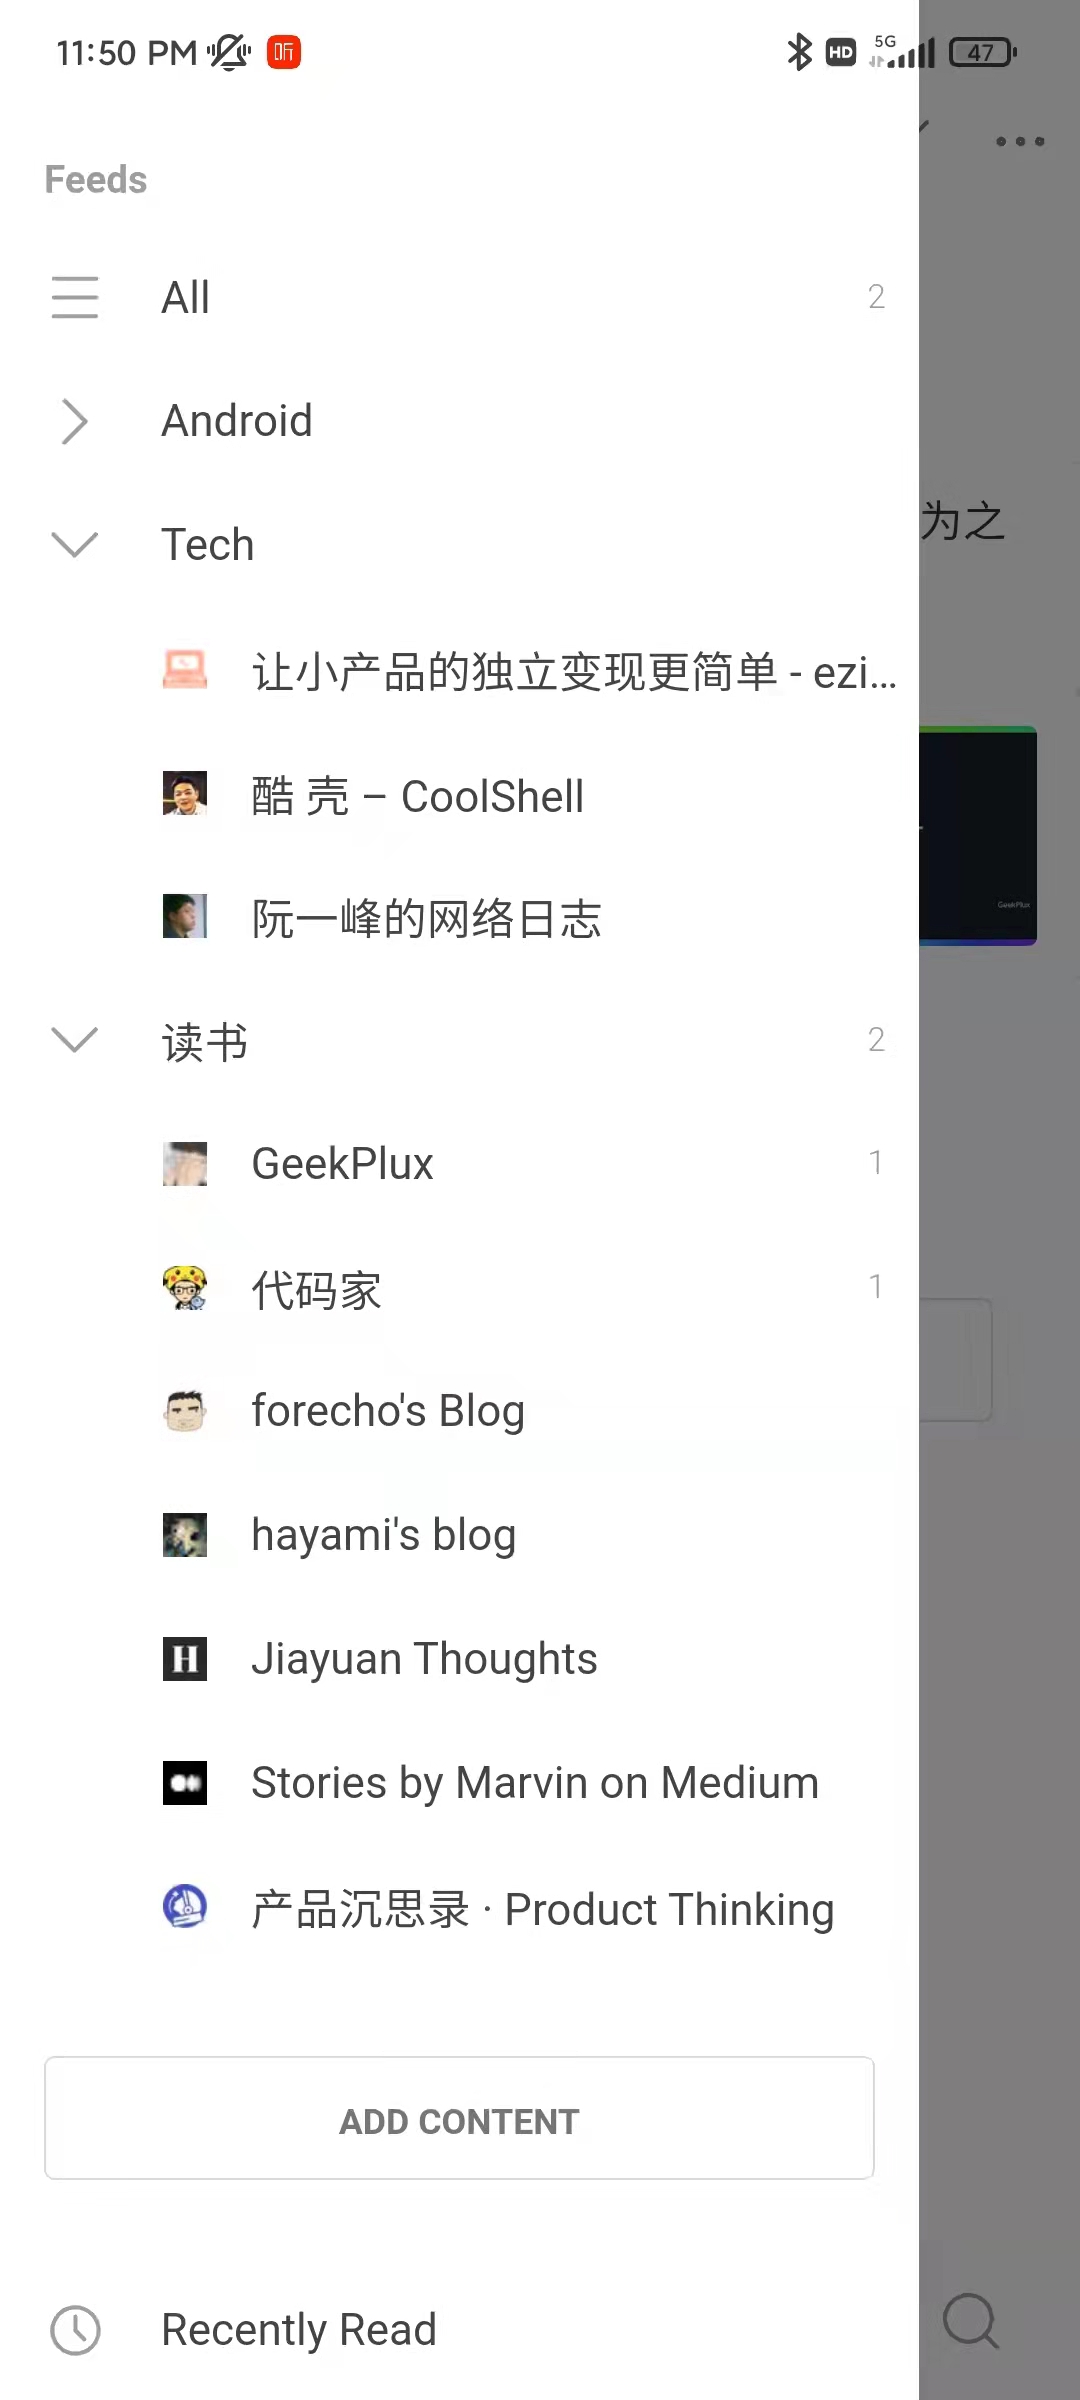 11:50 PM 听 HD 5G 47
Feeds
All 2
Android
为之
Tech
让小产品的独立变现更简单 - ezi...
酷 壳 – CoolShell
GeekPlux
阮一峰的网络日志
读书 2
GeekPlux 1
代码家 1
forecho's Blog
hayami's blog
H Jiayuan Thoughts
Stories by Marvin on Medium
产品沉思录 · Product Thinking
ADD CONTENT
Recently Read